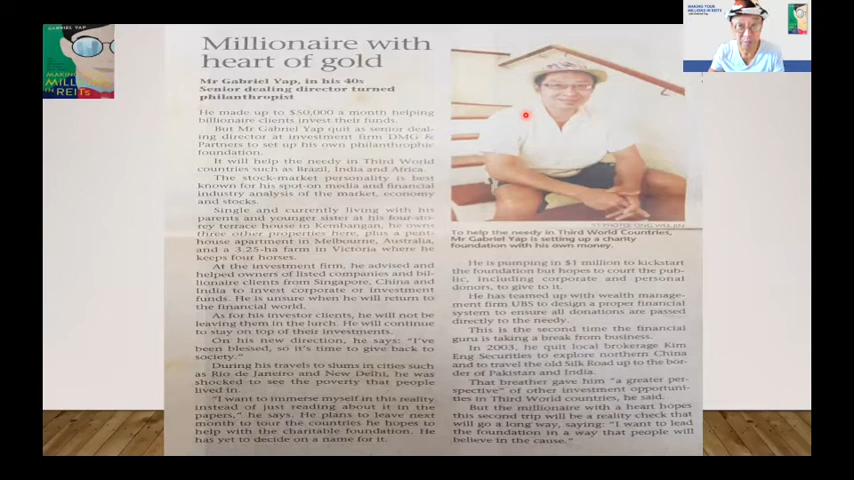 GABRIEL YAP
MAKING
MILLIONS
IN REITs
MAKING YOUR
MILLIONS IN REITS
Millionaire with
heart of gold
Mr Gabriel Yap, in his 40s
Senior dealing director turned
philanthropist
He made up to $50,000 a month helping
billionaire clients invest their funds.
But Mr Gabriel Yap quit as senior deal-
ing director at investment firm DMG &
Partners to set up his own philanthropic
foundation.
It will help the needy in Third World
countries such as Brazil, India and Africa.
The stock-market personality is best
known for his spot-on media and financial
industry analysis of the market, economy
and stocks.
Single and currently living with his
parents and younger sister at his four-sto-
rey terrace house in Kembangan, he owns
three other properties here, plus a pent-
house apartment in Melbourne, Australia,
and a 3.25-ha farm in Victoria where he
keeps four horses.
At the investment firm, he advised and
helped owners of listed companies and bil-
lionaire clients from Singapore, China and
India to invest corporate or investment
funds. He is unsure when he will return to
the financial world.
As for his investor clients, he will not be
leaving them in the lurch. He will continue
to stay on top of their investments.
On his new direction, he says: "I've
been blessed, so it's time to give back to
society."
During his travels to slums in cities such
as Rio de Janeiro and New Delhi, he was
shocked to see the poverty that people
lived in.
"I want to immerse myself in this reality
instead of just reading about it in the
papers," he says. He plans to leave next
month to tour the countries he hopes to
help with the charitable foundation. He
has yet to decide on a name for it.
ST PHOTO: ONG WEE JIN
To help the needy in Third World Countries,
Mr Gabriel Yap is setting up a charity
foundation with his own money.
He is pumping in $1 million to kickstart
the foundation but hopes to court the pub-
lic, including corporate and personal
donors, to give to it.
He has teamed up with wealth manage-
ment firm UBS to design a proper financial
system to ensure all donations are passed
directly to the needy.
This is the second time the financial
guru is taking a break from business.
In 2003, he quit local brokerage Kim
Eng Securities to explore northern China
and to travel the old Silk Road up to the bor-
der of Pakistan and India.
That breather gave him "a greater per-
spective" of other investment opportuni-
ties in Third World countries, he said.
But the millionaire with a heart hopes
this second trip will be a reality check that
will go a long way, saying: "I want to lead
the foundation in a way that people will
believe in the cause."